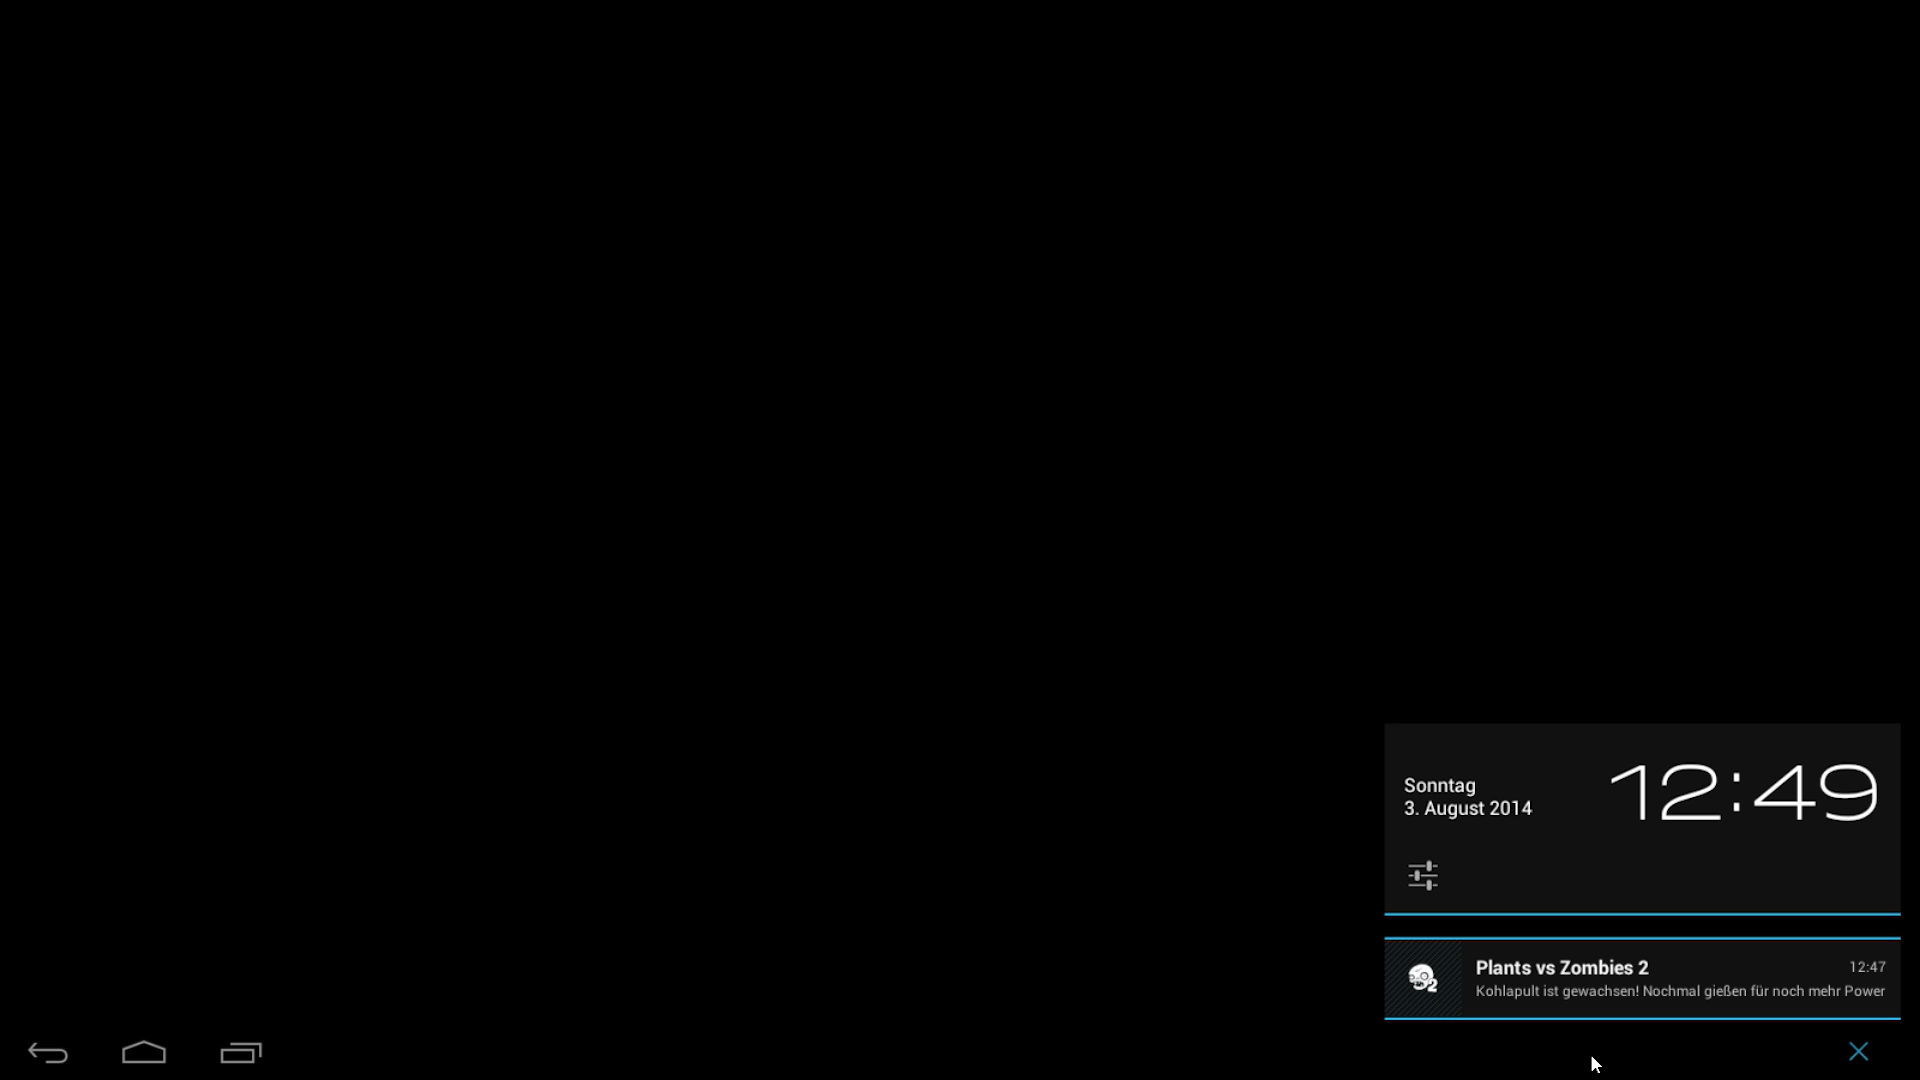 Sonntag
3. August 2014
12:49
Plants vs Zombies 2
12:47
Kohlapult ist gewachsen! Nochmal gießen für noch mehr Power
2